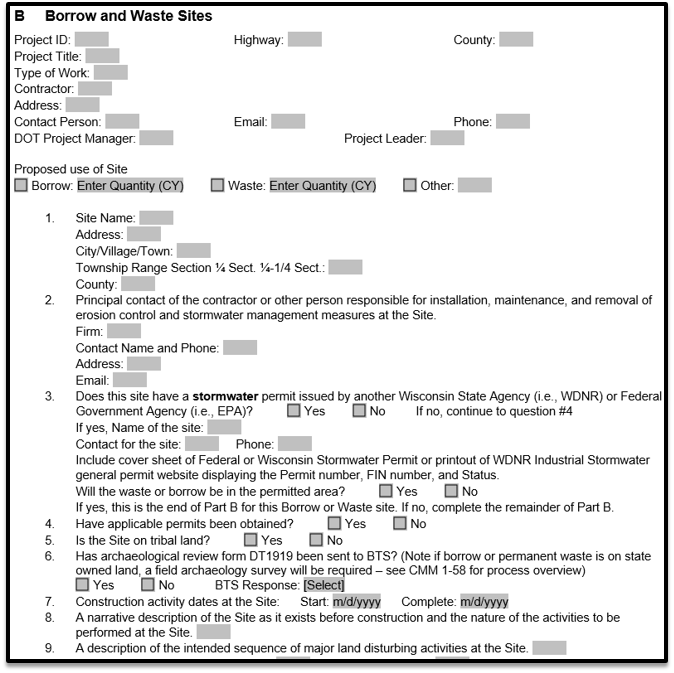 B Borrow and Waste Sites
Project ID: Highway: County:
Project Title:
Type of Work:
Contractor:
Address:
Contact Person: Email: Phone:
DOT Project Manager: Project Leader:
Proposed use of Site
Borrow: Enter Quantity (CY) Waste: Enter Quantity (CY) Other:
1. Site Name:
Address:
City/Village/Town:
Township Range Section ¼ Sect. ¼-1/4 Sect.:
County:
2. Principal contact of the contractor or other person responsible for installation, maintenance, and removal of
erosion control and stormwater management measures at the Site.
Firm:
Contact Name and Phone:
Address:
Email:
3. Does this site have a stormwater permit issued by another Wisconsin State Agency (i.e., WDNR) or Federal
Government Agency (i.e., EPA)? Yes No If no, continue to question #4
If yes, Name of the site:
Contact for the site: Phone:
Include cover sheet of Federal or Wisconsin Stormwater Permit or printout of WDNR Industrial Stormwater
general permit website displaying the Permit number, FIN number, and Status.
Will the waste or borrow be in the permitted area? Yes No
If yes, this is the end of Part B for this Borrow or Waste site. If no, complete the remainder of Part B.
4. Have applicable permits been obtained? Yes No
5. Is the Site on tribal land? Yes No
6. Has archaeological review form DT1919 been sent to BTS? (Note if borrow or permanent waste is on state
owned land, a field archaeology survey will be required – see CMM 1-58 for process overview)
Yes No BTS Response: [Select]
7. Construction activity dates at the Site: Start: m/d/yyyy Complete: m/d/yyyy
8. A narrative description of the Site as it exists before construction and the nature of the activities to be
performed at the Site.
9. A description of the intended sequence of major land disturbing activities at the Site.